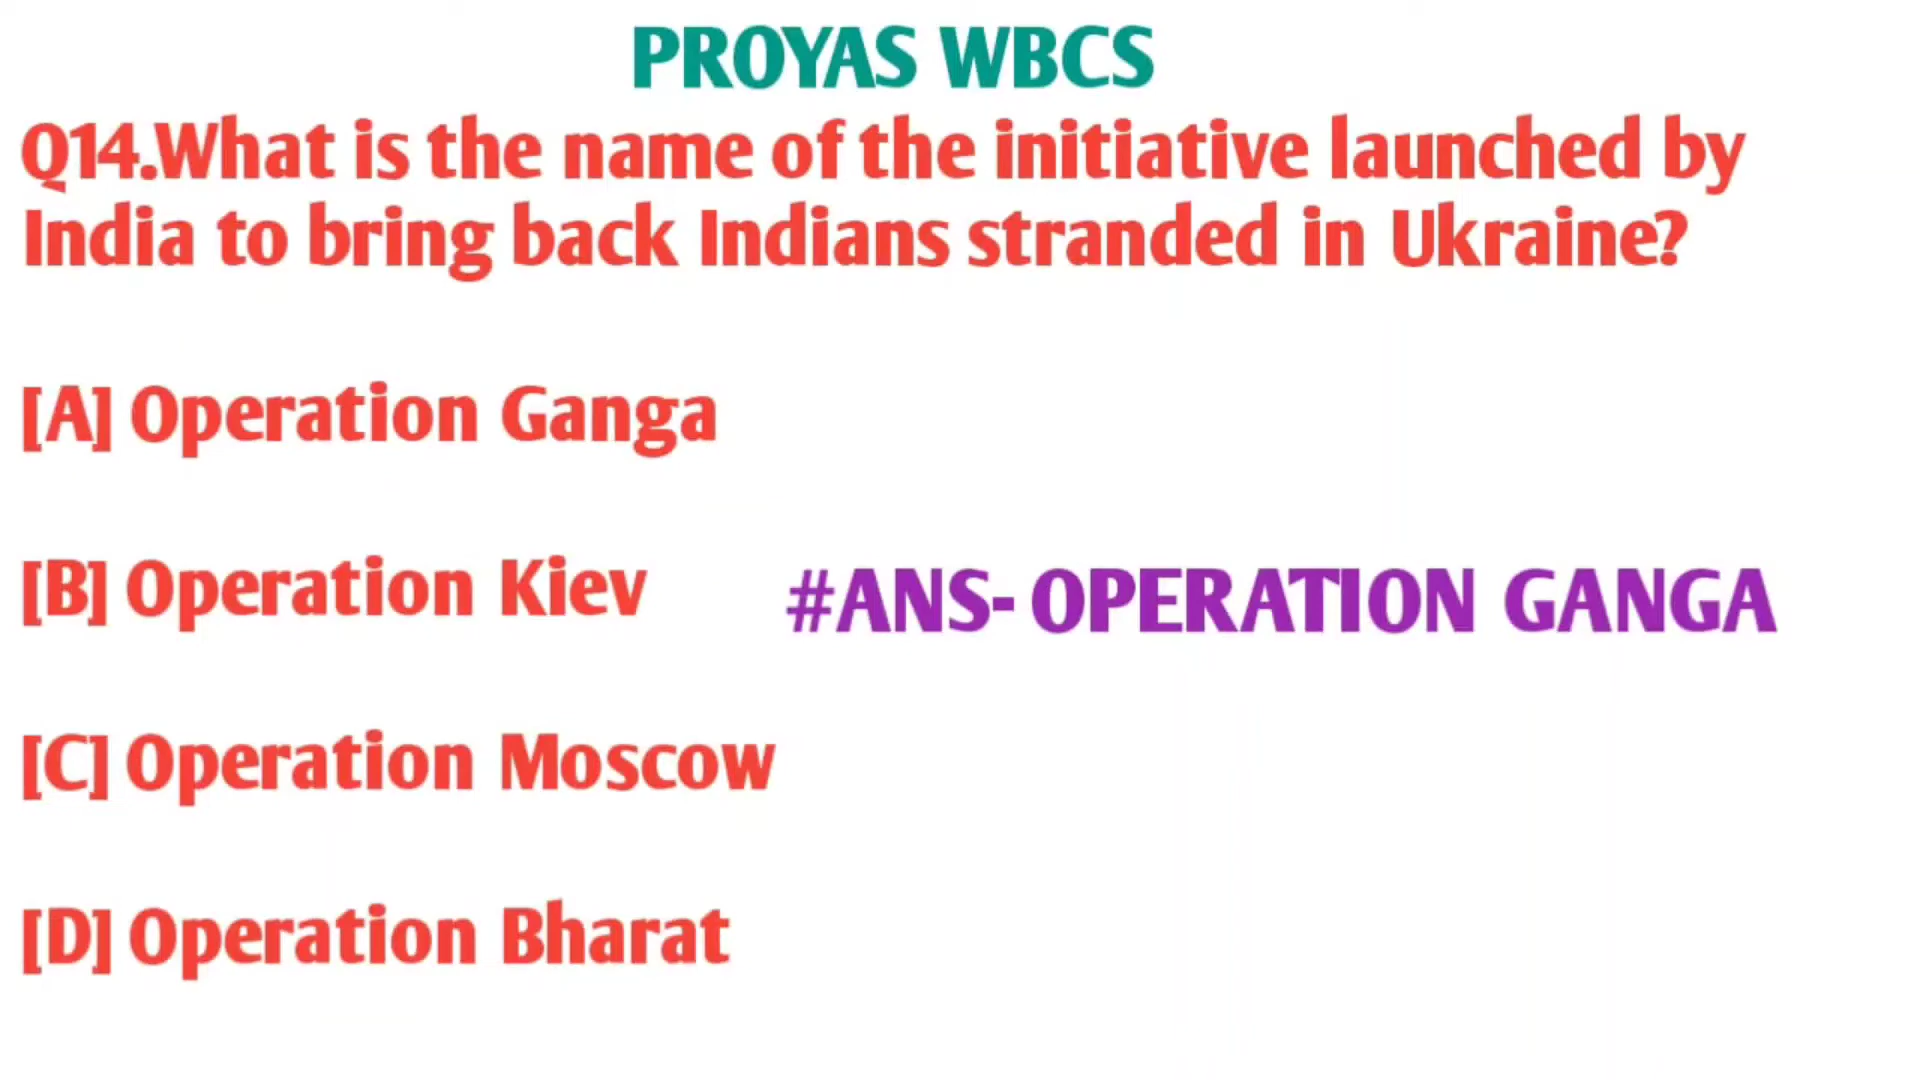 PROYAS WBCS
Q14.What is the name of the initiative launched by
India to bring back Indians stranded in Ukraine?
[A] Operation Ganga
[B] Operation Kiev
#ANS- OPERATION GANGA
[C] Operation Moscow
[D] Operation Bharat